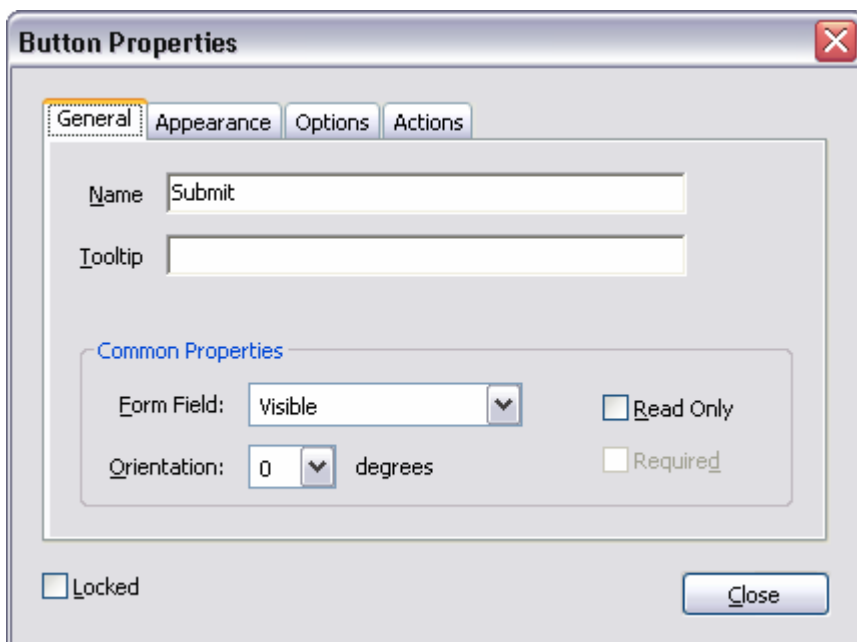 Button Properties
General Appearance Options Actions
Name Submit
Tooltip
Common Properties
Form Field: Visible Read Only
Orientation: 0 degrees Required
Locked Close